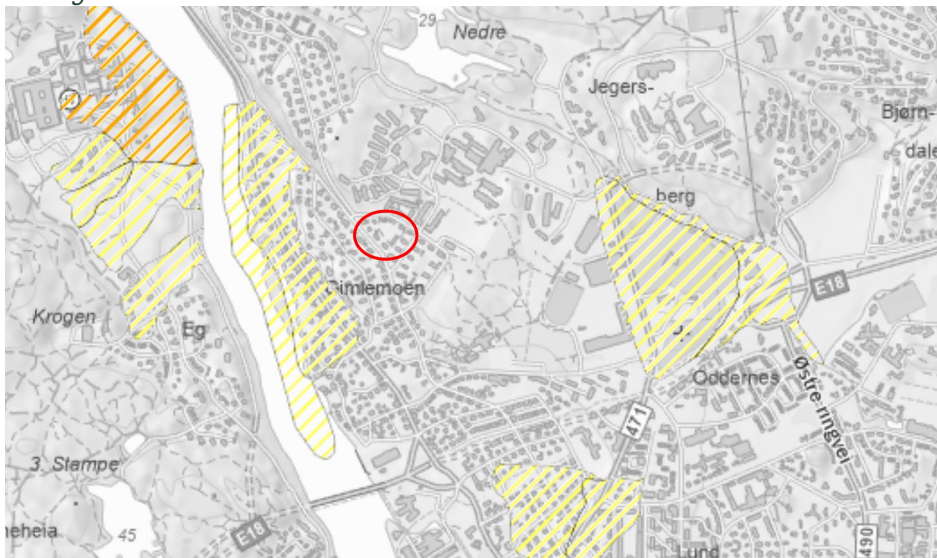 29
Nedre
Jegers-
Bjørn-
dale
berg
E18
Gimlemoen
Krogen
Eg
Oddernes
Østre ringvei
471
3. Stampe
45
E18
neheia
Lund
490